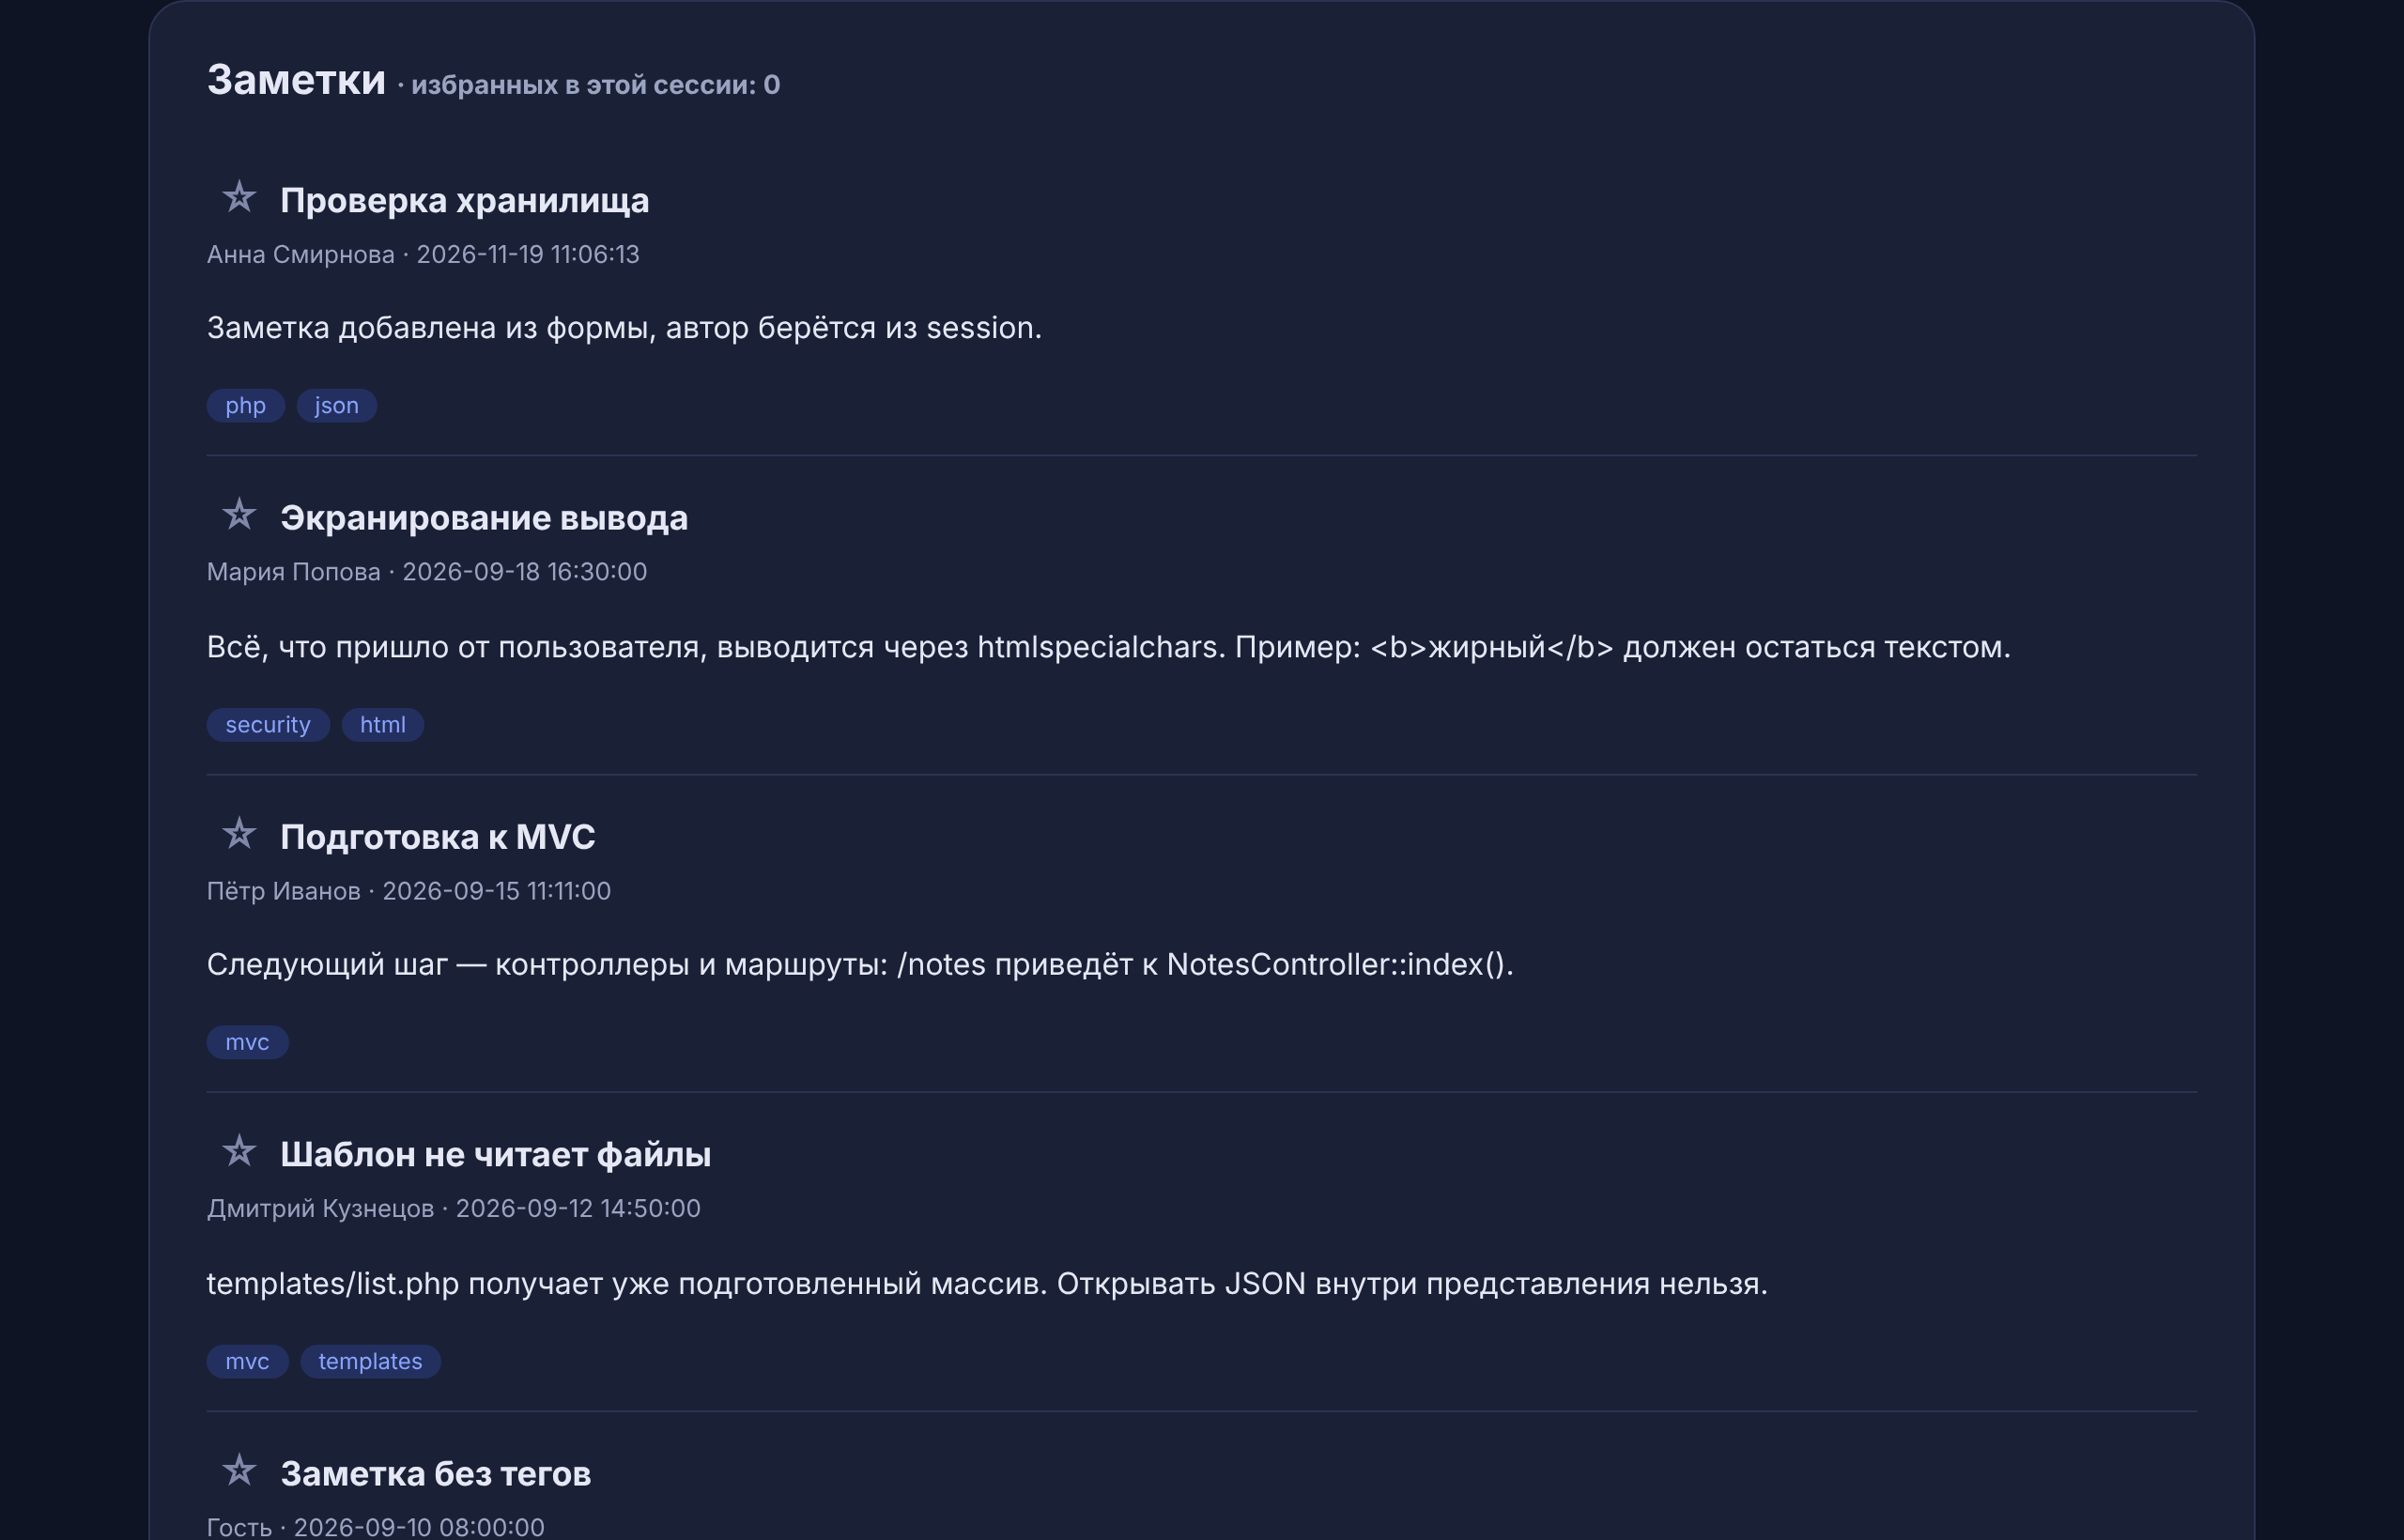 Заметки · избранных в этой сессии: 0
☆ Проверка хранилища
Анна Смирнова · 2026-11-19 11:06:13
Заметка добавлена из формы, автор берётся из session.
php json
☆ Экранирование вывода
Мария Попова · 2026-09-18 16:30:00
Всё, что пришло от пользователя, выводится через htmlspecialchars. Пример: <b>жирный</b> должен остаться текстом.
security html
☆ Подготовка к MVC
Пётр Иванов · 2026-09-15 11:11:00
Следующий шаг — контроллеры и маршруты: /notes приведёт к NotesController::index().
mvc
☆ Шаблон не читает файлы
Дмитрий Кузнецов · 2026-09-12 14:50:00
templates/list.php получает уже подготовленный массив. Открывать JSON внутри представления нельзя.
mvc templates
☆ Заметка без тегов
Гость · 2026-09-10 08:00:00